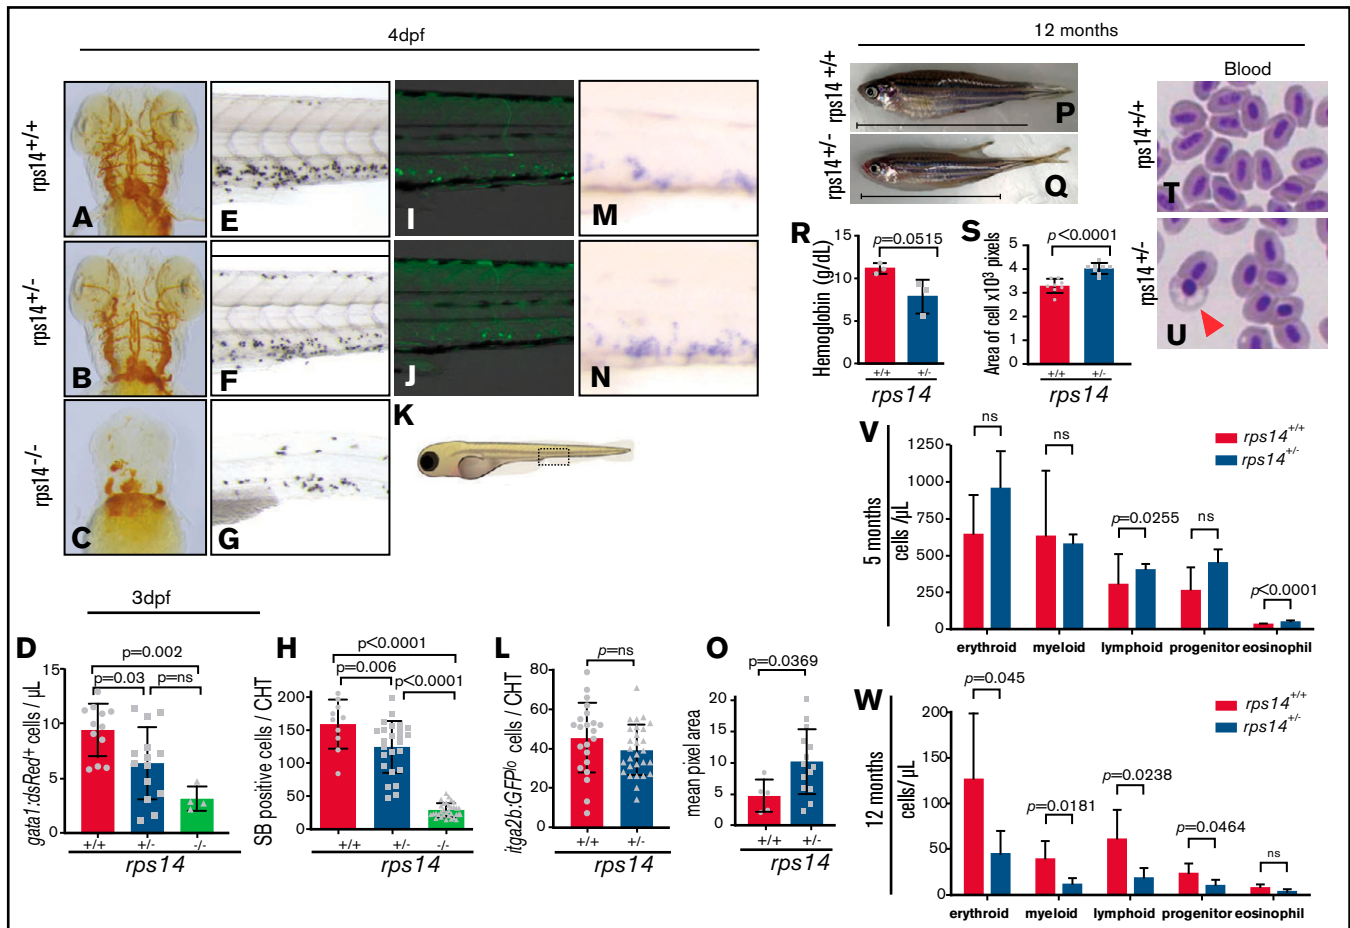 4dpf
12 months
rps14+/+
rps14+/-
rps14-/-
A
B
C
E
F
G
I
J
K
M
N
rps14+/+
rps14+/-
P
Q
Blood
rps14+/+
rps14+/-
T
U
R
Hemoglobin (g/dL)
15
10
5
0
p=0.0515
+/+
+/-
rps14
S
Area of cell x10³ pixels
5
4
3
2
1
0
p<0.0001
+/+
+/-
rps14
3dpf
D
gata1:dsRed+ cells / µL
15
10
5
0
p=0.002
p=0.03
p=ns
+/+
+/-
-/-
rps14
H
SB positive cells / CHT
200
150
100
50
0
p<0.0001
p=0.006
p<0.0001
+/+
+/-
-/-
rps14
L
itga2b:GFPlo cells / CHT
80
60
40
20
0
p=ns
+/+
+/-
rps14
O
mean pixel area
20
15
10
5
0
p=0.0369
+/+
+/-
rps14
V
5 months
cells /µL
1250
1000
750
500
250
0
ns
ns
p=0.0255
ns
p<0.0001
rps14+/+
rps14+/-
erythroid myeloid lymphoid progenitor eosinophil
W
12 months
cells/µL
200
150
100
50
0
p=0.045
p=0.0181
p=0.0238
p=0.0464
ns
rps14+/+
rps14+/-
erythroid myeloid lymphoid progenitor eosinophil